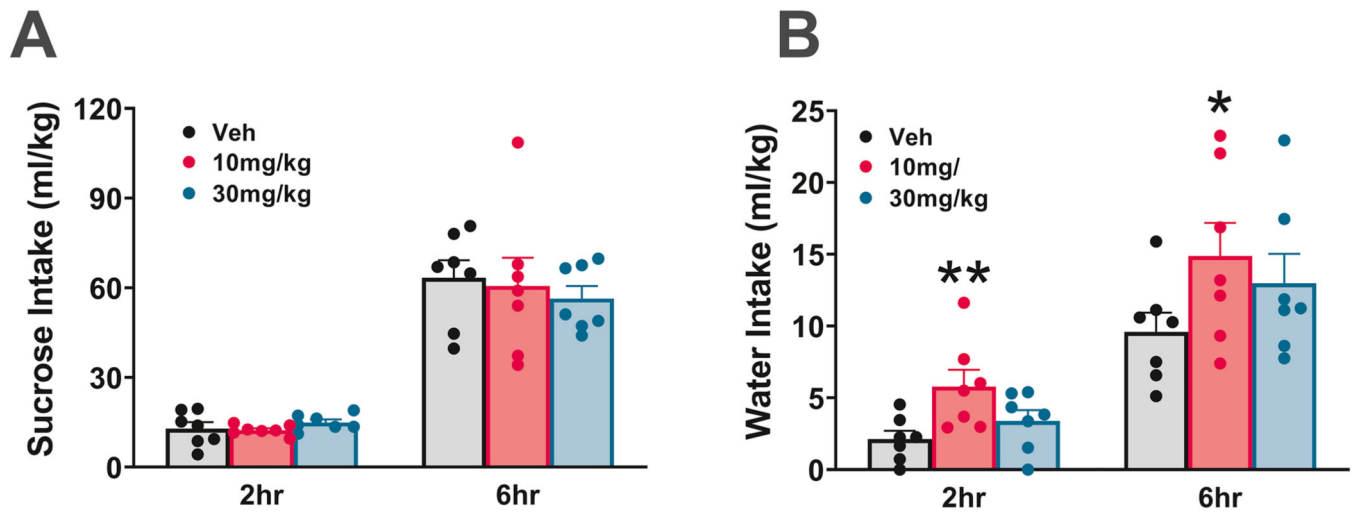 A
Sucrose Intake (ml/kg)
120
90
60
30
0
Veh
10mg/kg
30mg/kg
2hr
6hr
B
Water Intake (ml/kg)
25
20
15
10
5
0
Veh
10mg/
30mg/kg
**
*
2hr
6hr